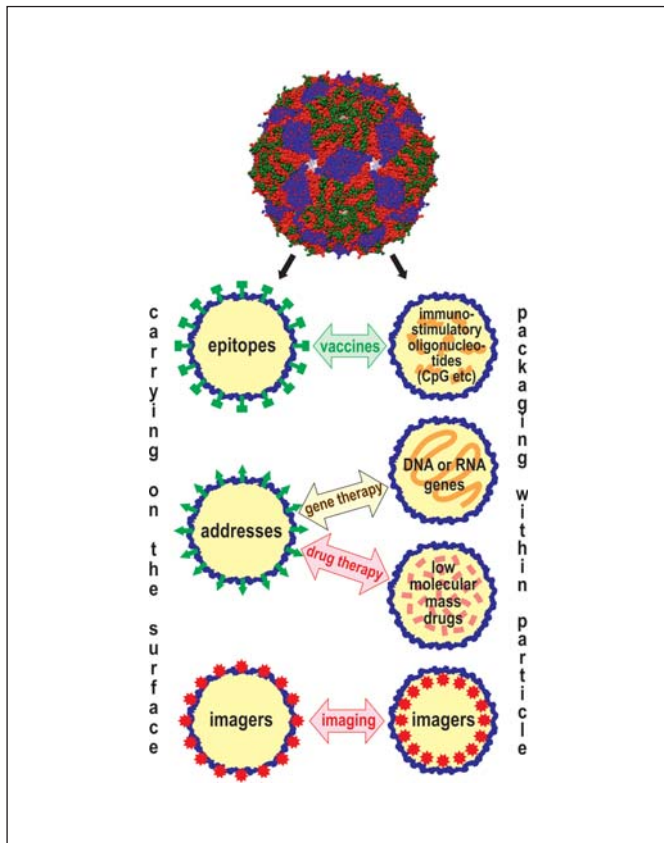 carrying on the surface
epitopes
vaccines
immuno-
stimulatory
oligonucleo-
tides
(CpG etc)
packaging within particle
DNA or RNA
genes
gene therapy
addresses
drug therapy
low
molecular
mass
drugs
imagers
imaging
imagers